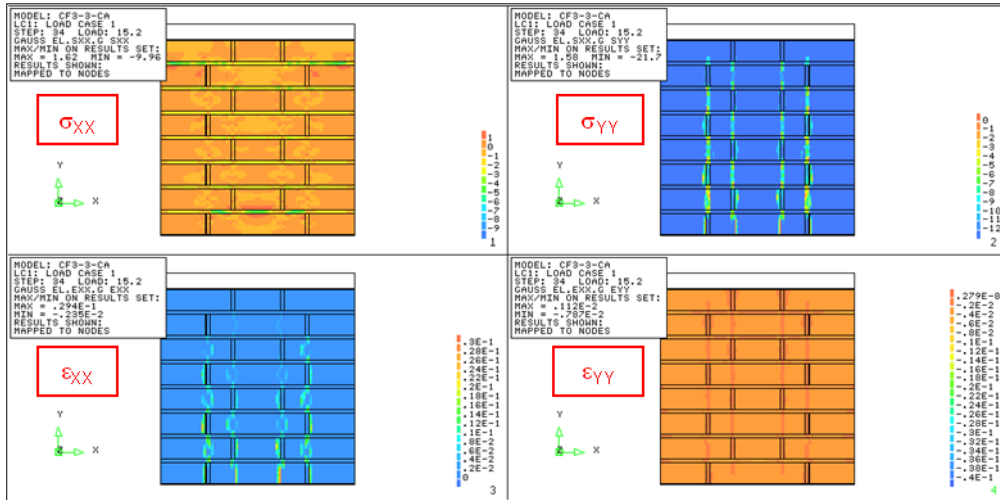 MODEL: CF3-3-CA
LC1: LOAD CASE 1
STEP: 34 LOAD: 15.2
GAUSS EL.SXX.G SXX
MAX/MIN ON RESULTS SET:
MAX = 1.62 MIN = -9.96
RESULTS SHOWN:
MAPPED TO NODES
σXX
Y
Z X
1
0
-1
-2
-3
-4
-5
-6
-7
-8
-9
1
MODEL: CF3-3-CA
LC1: LOAD CASE 1
STEP: 34 LOAD: 15.2
GAUSS EL.SXX.G SYY
MAX/MIN ON RESULTS SET:
MAX = 1.58 MIN = -21.7
RESULTS SHOWN:
MAPPED TO NODES
σYY
Y
Z X
0
-1
-2
-3
-4
-5
-6
-7
-8
-9
-10
-11
-12
2
MODEL: CF3-3-CA
LC1: LOAD CASE 1
STEP: 34 LOAD: 15.2
GAUSS EL.EXX.G EXX
MAX/MIN ON RESULTS SET:
MAX = .294E-1
MIN = -.235E-2
RESULTS SHOWN:
MAPPED TO NODES
εXX
Y
Z X
.3E-1
.28E-1
.26E-1
.24E-1
.22E-1
.2E-1
.18E-1
.16E-1
.14E-1
.12E-1
.1E-1
.8E-2
.6E-2
.4E-2
.2E-2
0
3
MODEL: CF3-3-CA
LC1: LOAD CASE 1
STEP: 34 LOAD: 15.2
GAUSS EL.EXX.G EYY
MAX/MIN ON RESULTS SET:
MAX = .112E-2
MIN = -.787E-2
RESULTS SHOWN:
MAPPED TO NODES
εYY
Y
Z X
.279E-8
-.2E-2
-.4E-2
-.6E-2
-.8E-2
-.1E-1
-.12E-1
-.14E-1
-.16E-1
-.18E-1
-.2E-1
-.22E-1
-.24E-1
-.26E-1
-.28E-1
-.3E-1
-.32E-1
-.34E-1
-.36E-1
-.38E-1
-.4E-1
4